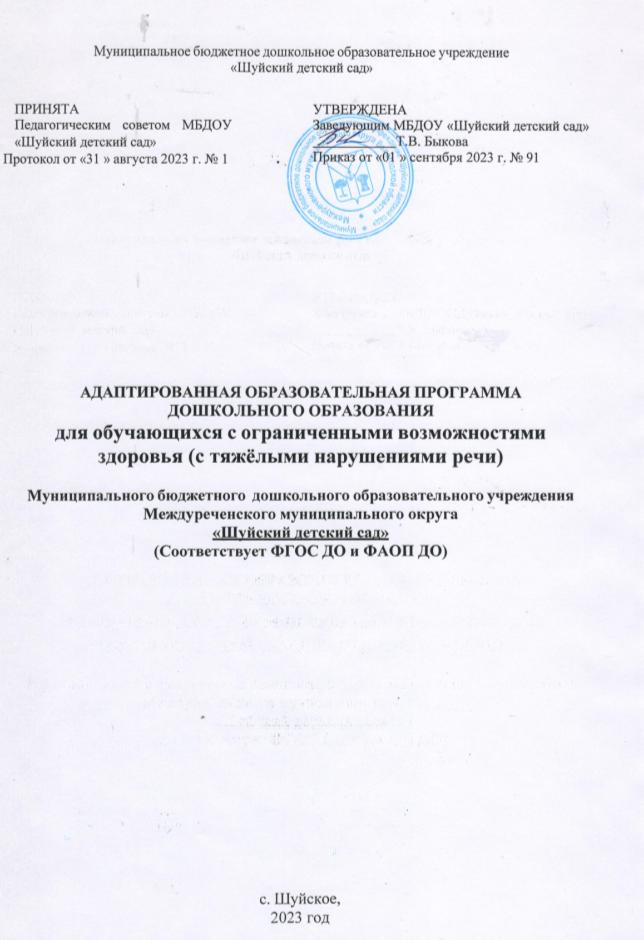 Муниципальное бюджетное дошкольное образовательное учреждение
«Шуйский детский сад»
ПРИНЯТА
Педагогическим советом МБДОУ
«Шуйский детский сад»
Протокол от «31 » августа 2023 г. № 1
УТВЕРЖДЕНА
Заведующим МБДОУ «Шуйский детский сад»
Т.В. Быкова
Приказ от «01 » сентября 2023 г. № 91
АДАПТИРОВАННАЯ ОБРАЗОВАТЕЛЬНАЯ ПРОГРАММА
ДОШКОЛЬНОГО ОБРАЗОВАНИЯ
для обучающихся с ограниченными возможностями
здоровья (с тяжёлыми нарушениями речи)
Муниципального бюджетного дошкольного образовательного учреждения
Междуреченского муниципального округа
«Шуйский детский сад»
(Соответствует ФГОС ДО и ФАОП ДО)
с. Шуйское,
2023 год